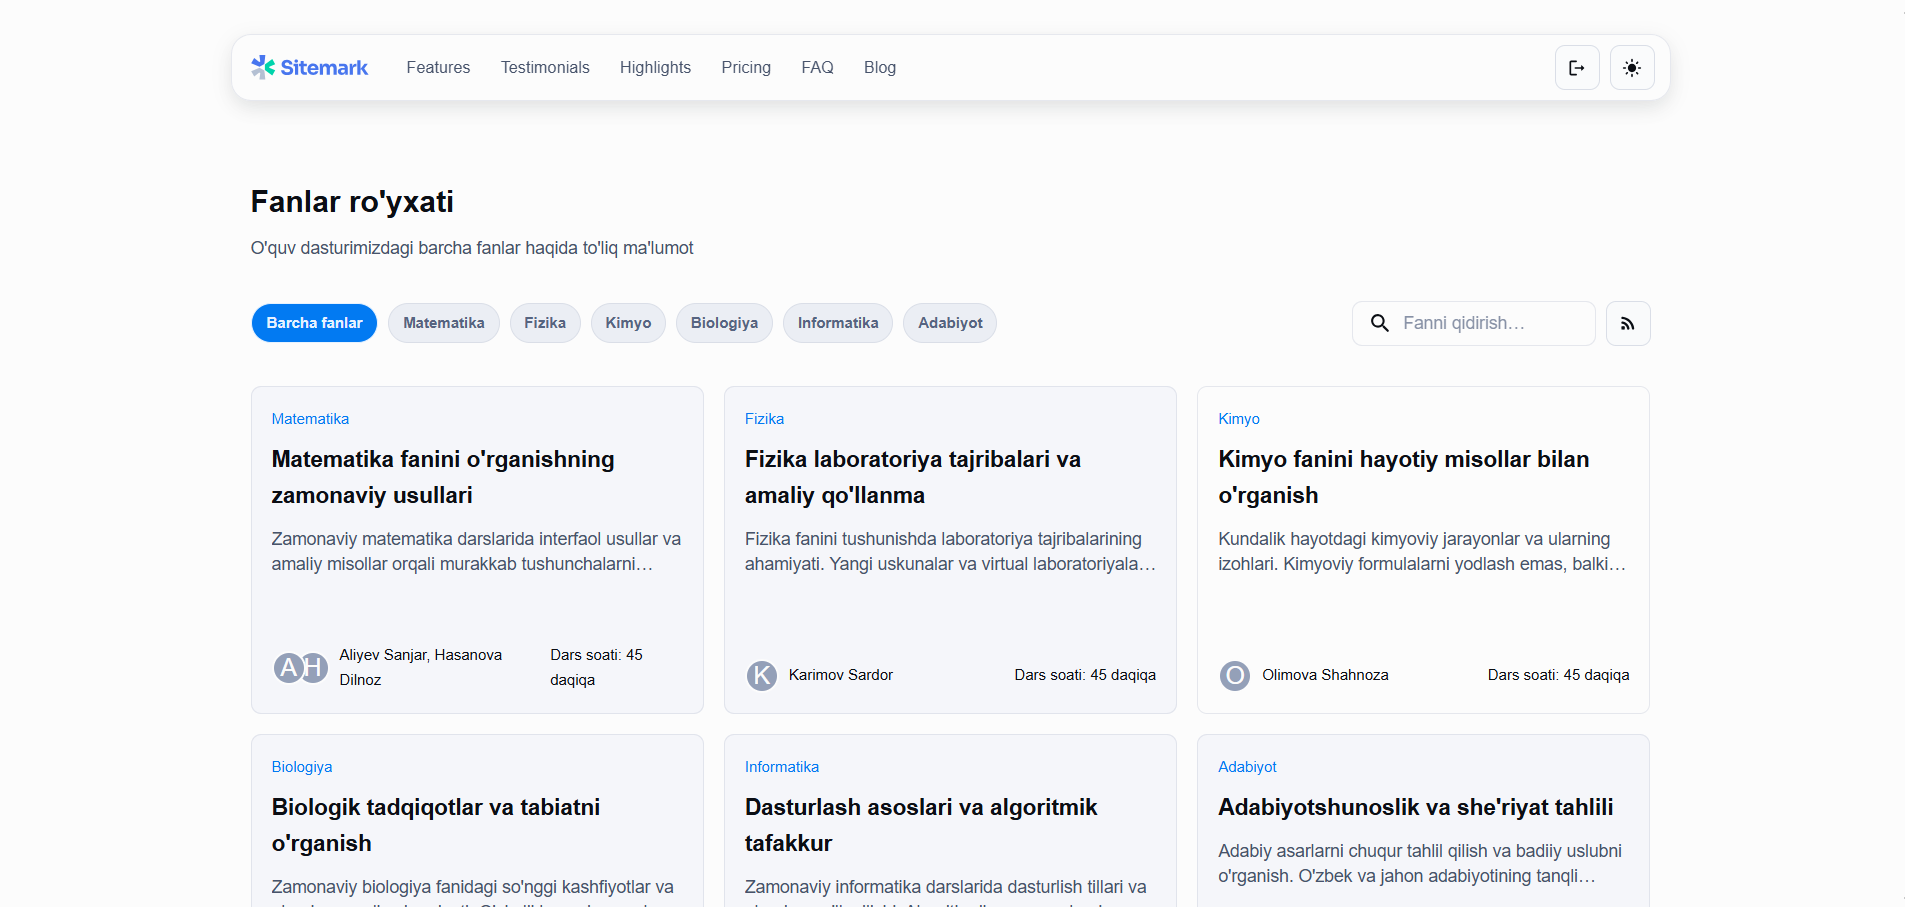 Sitemark Features Testimonials Highlights Pricing FAQ Blog
Fanlar ro'yxati
O'quv dasturimizdagi barcha fanlar haqida to'liq ma'lumot
Barcha fanlar Matematika Fizika Kimyo Biologiya Informatika Adabiyot Fanni qidirish…
Matematika
Matematika fanini o'rganishning
zamonaviy usullari
Zamonaviy matematika darslarida interfaol usullar va
amaliy misollar orqali murakkab tushunchalarni…
A H
Aliyev Sanjar, Hasanova
Dilnoz
Dars soati: 45
daqiqa
Fizika
Fizika laboratoriya tajribalari va
amaliy qo'llanma
Fizika fanini tushunishda laboratoriya tajribalarining
ahamiyati. Yangi uskunalar va virtual laboratoriyala…
K Karimov Sardor Dars soati: 45 daqiqa
Kimyo
Kimyo fanini hayotiy misollar bilan
o'rganish
Kundalik hayotdagi kimyoviy jarayonlar va ularning
izohlari. Kimyoviy formulalarni yodlash emas, balki…
O Olimova Shahnoza Dars soati: 45 daqiqa
Biologiya
Biologik tadqiqotlar va tabiatni
o'rganish
Zamonaviy biologiya fanidagi so'nggi kashfiyotlar va
Informatika
Dasturlash asoslari va algoritmik
tafakkur
Zamonaviy informatika darslarida dasturlish tillari va
Adabiyot
Adabiyotshunoslik va she'riyat tahlili
Adabiy asarlarni chuqur tahlil qilish va badiiy uslubni
o'rganish. O'zbek va jahon adabiyotining tanqli…